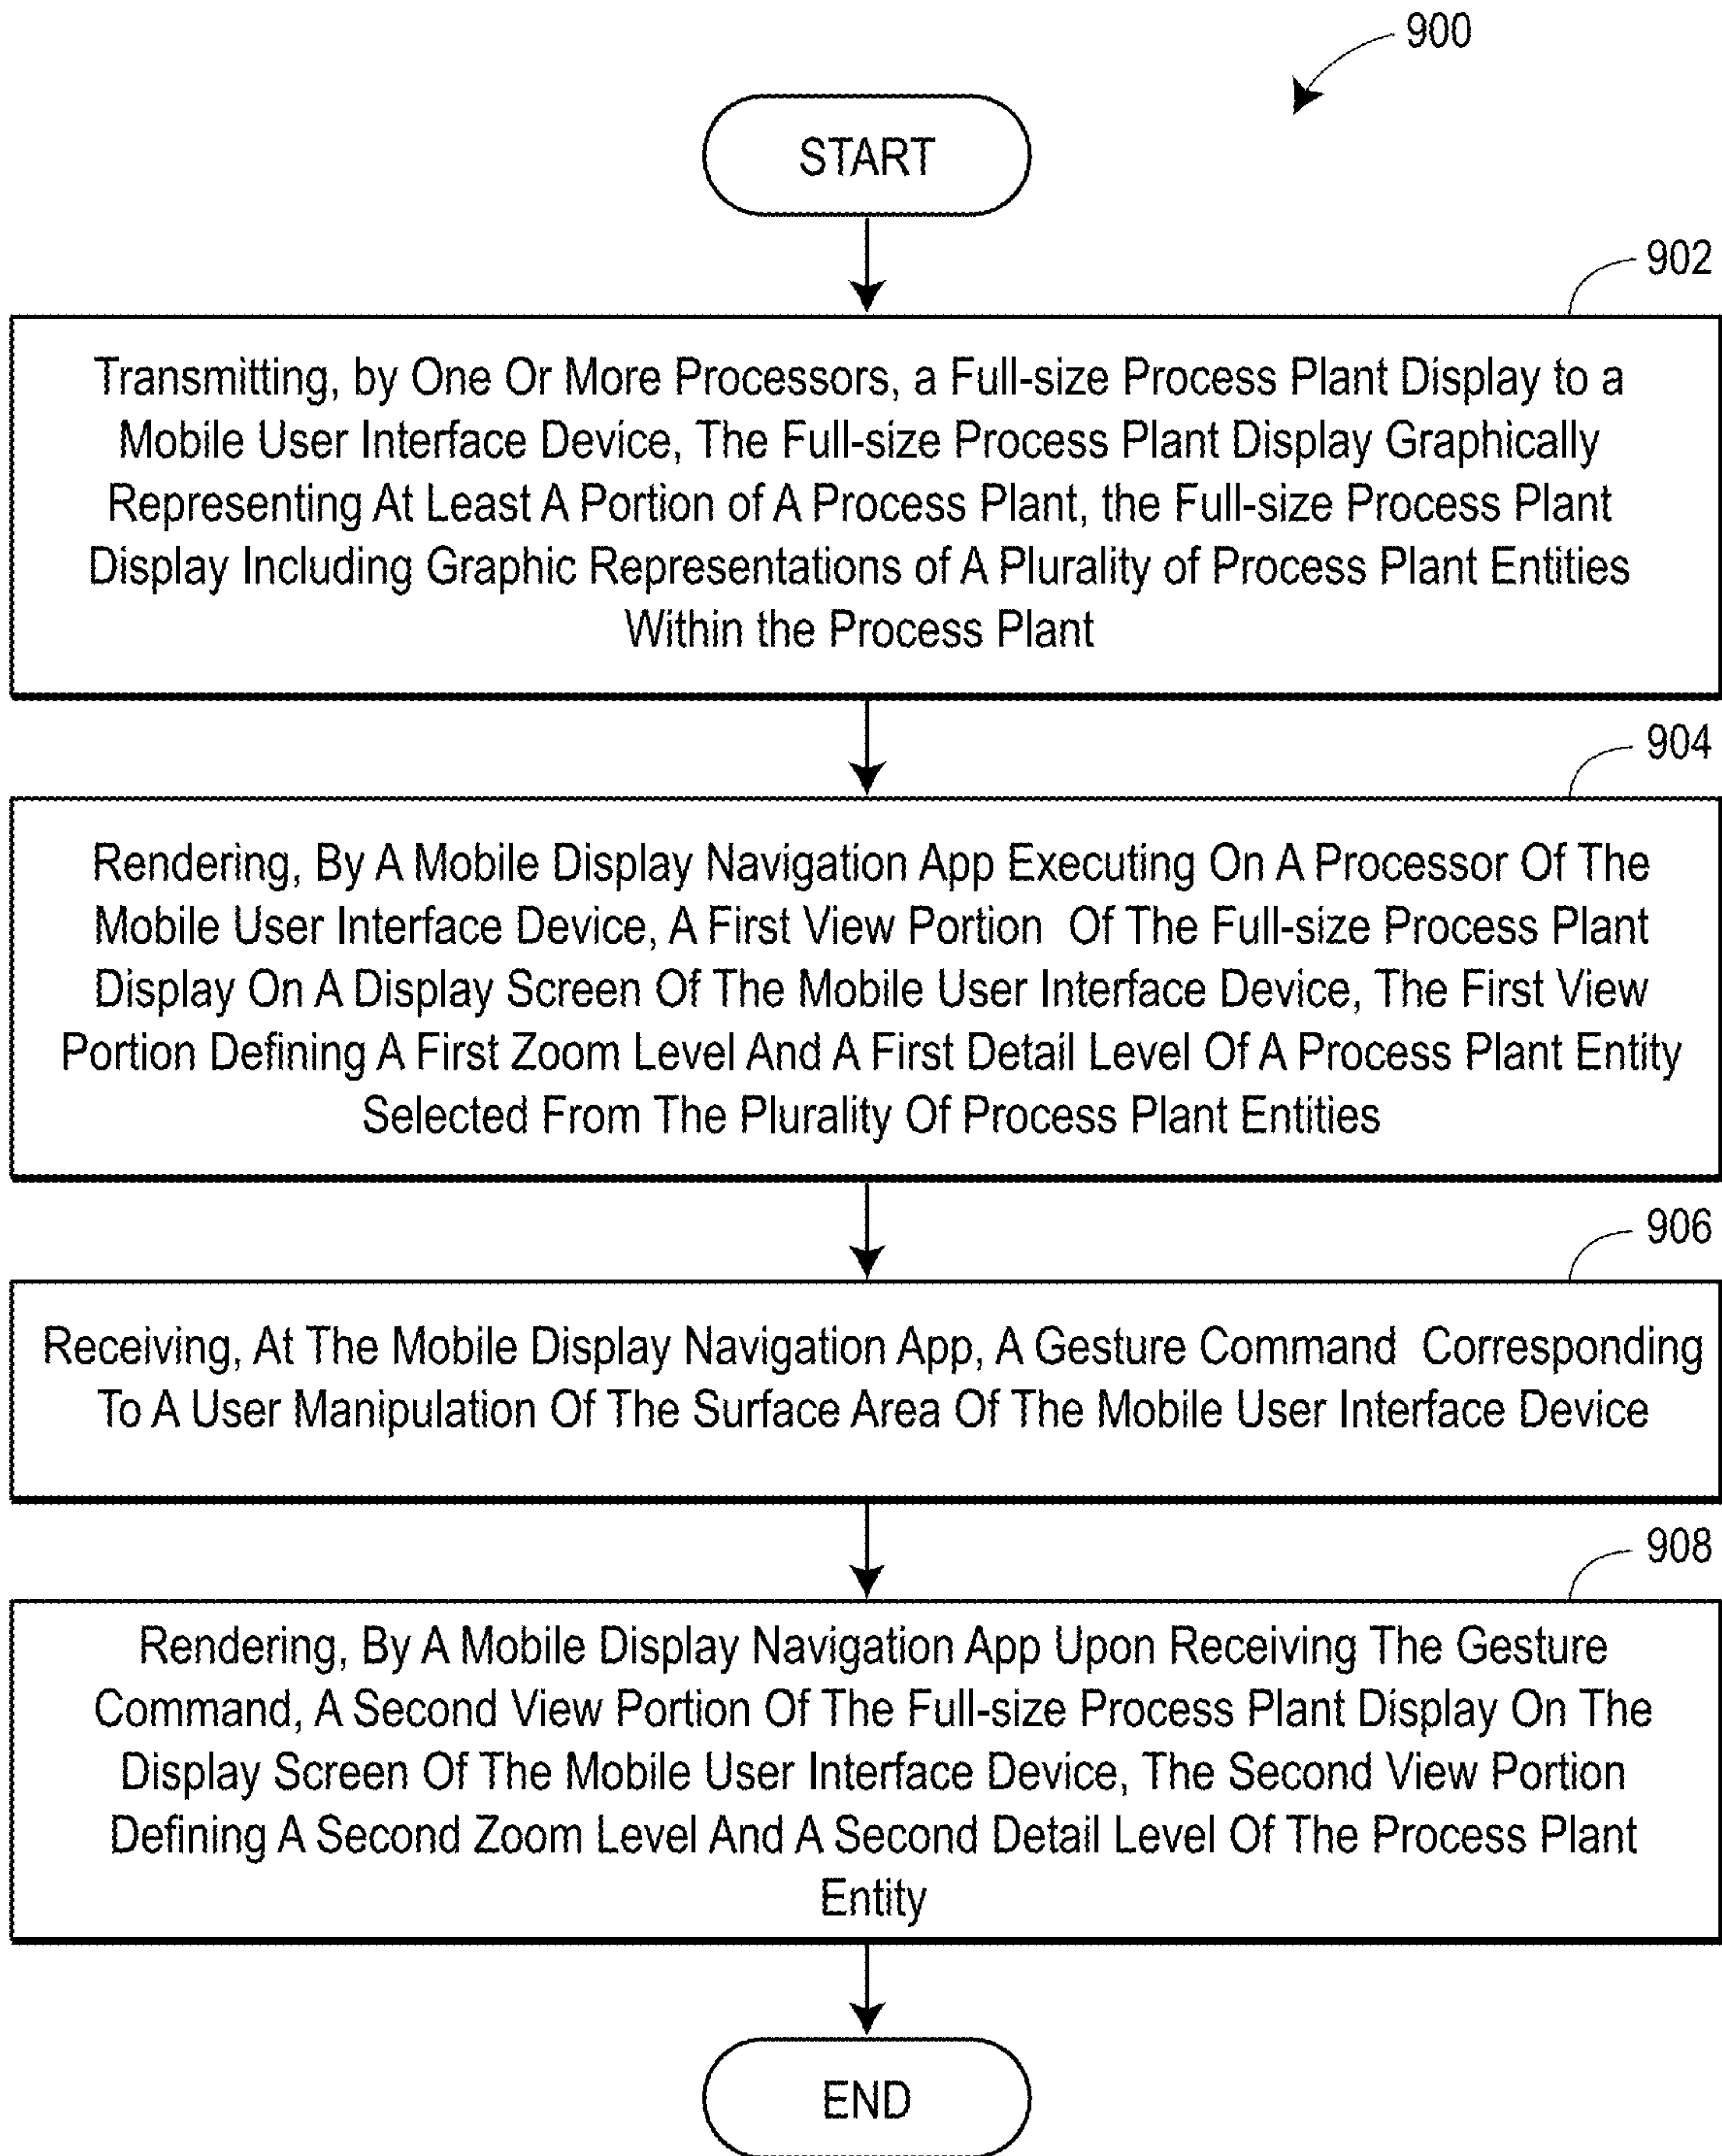 900
START
902
Transmitting, by One Or More Processors, a Full-size Process Plant Display to a
Mobile User Interface Device, The Full-size Process Plant Display Graphically
Representing At Least A Portion of A Process Plant, the Full-size Process Plant
Display Including Graphic Representations of A Plurality of Process Plant Entities
Within the Process Plant
904
Rendering, By A Mobile Display Navigation App Executing On A Processor Of The
Mobile User Interface Device, A First View Portion Of The Full-size Process Plant
Display On A Display Screen Of The Mobile User Interface Device, The First View
Portion Defining A First Zoom Level And A First Detail Level Of A Process Plant Entity
Selected From The Plurality Of Process Plant Entities
906
Receiving, At The Mobile Display Navigation App, A Gesture Command Corresponding
To A User Manipulation Of The Surface Area Of The Mobile User Interface Device
908
Rendering, By A Mobile Display Navigation App Upon Receiving The Gesture
Command, A Second View Portion Of The Full-size Process Plant Display On The
Display Screen Of The Mobile User Interface Device, The Second View Portion
Defining A Second Zoom Level And A Second Detail Level Of The Process Plant
Entity
END